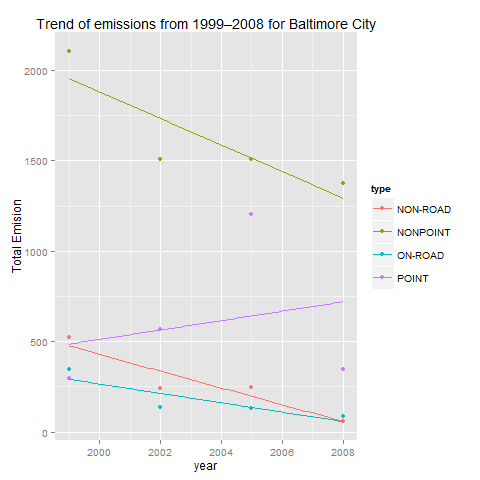 Trend of emissions from 1999–2008 for Baltimore City
Total Emision
2000
1500
1000
500
0
2000 2002 2004 2006 2008
year
type
NON-ROAD
NONPOINT
ON-ROAD
POINT